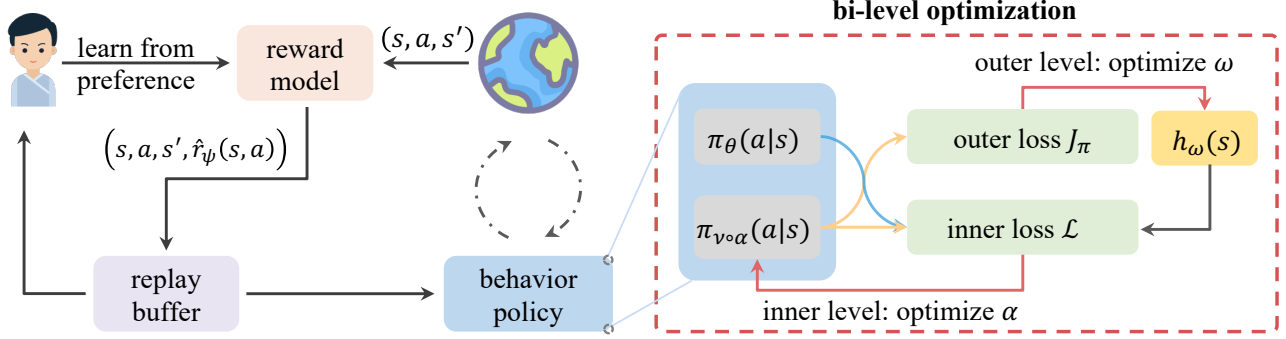 bi-level optimization
learn from
preference
reward
model
(s, a, s′)
(s, a, s′, r̂ψ(s, a))
replay
buffer
behavior
policy
outer level: optimize ω
πθ(a|s)
outer loss Jπ
hω(s)
πν∘α(a|s)
inner loss ℒ
inner level: optimize α